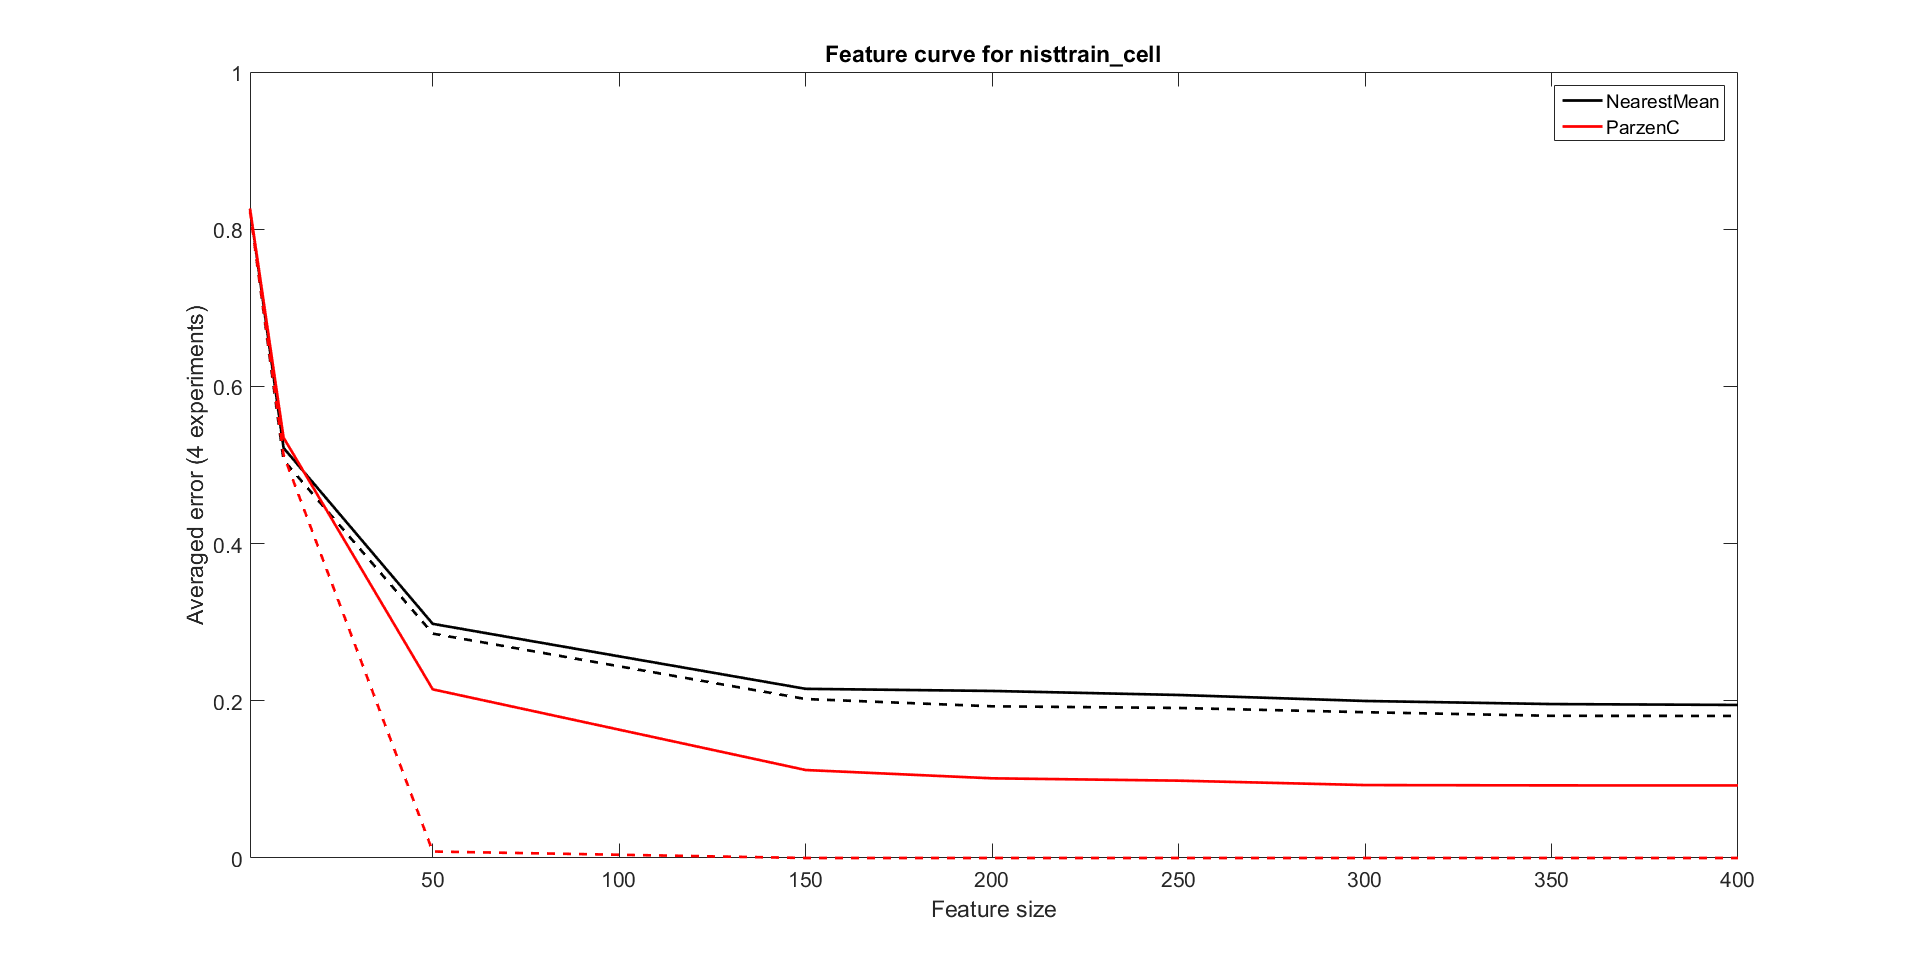 Feature curve for nisttrain_cell
NearestMean
ParzenC
Averaged error (4 experiments)
1
0.8
0.6
0.4
0.2
0
50 100 150 200 250 300 350 400
Feature size